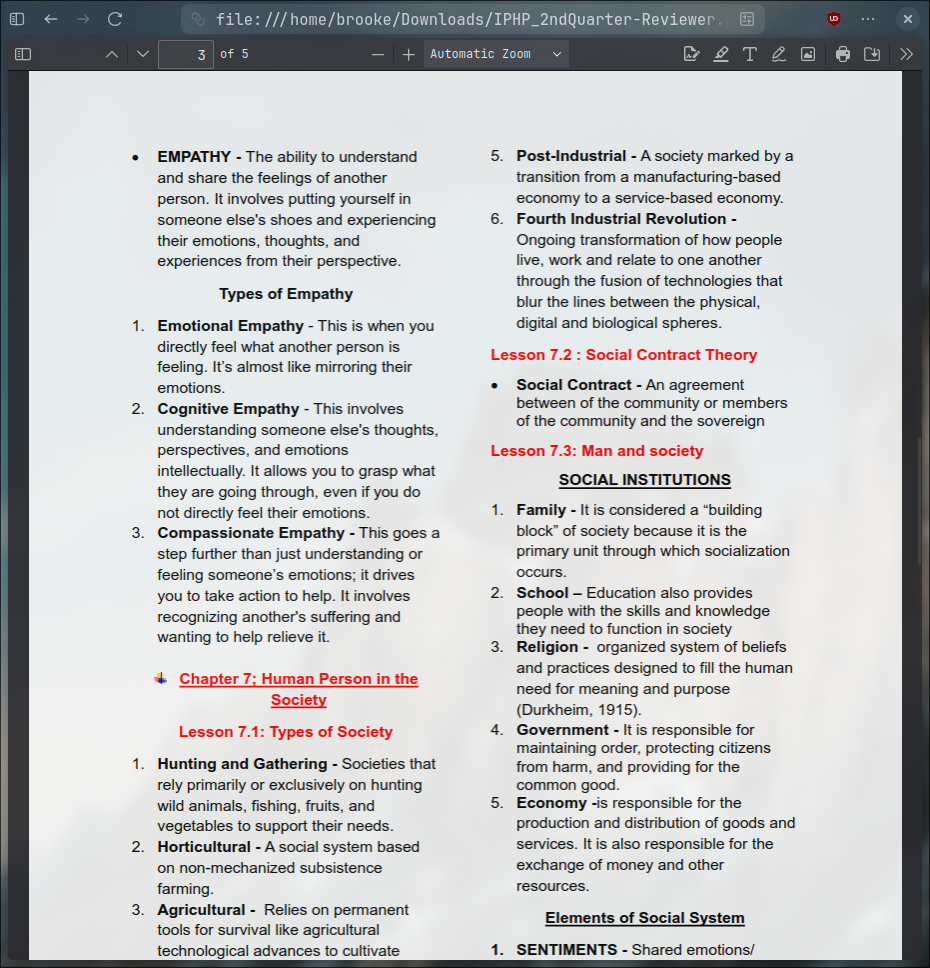 file:///home/brooke/Downloads/IPHP_2ndQuarter-Reviewer.
3 of 5
Automatic Zoom
• EMPATHY - The ability to understand
and share the feelings of another
person. It involves putting yourself in
someone else's shoes and experiencing
their emotions, thoughts, and
experiences from their perspective.
Types of Empathy
1. Emotional Empathy - This is when you
directly feel what another person is
feeling. It's almost like mirroring their
emotions.
2. Cognitive Empathy - This involves
understanding someone else's thoughts,
perspectives, and emotions
intellectually. It allows you to grasp what
they are going through, even if you do
not directly feel their emotions.
3. Compassionate Empathy - This goes a
step further than just understanding or
feeling someone's emotions; it drives
you to take action to help. It involves
recognizing another's suffering and
wanting to help relieve it.
Chapter 7; Human Person in the
Society
Lesson 7.1: Types of Society
1. Hunting and Gathering - Societies that
rely primarily or exclusively on hunting
wild animals, fishing, fruits, and
vegetables to support their needs.
2. Horticultural - A social system based
on non-mechanized subsistence
farming.
3. Agricultural - Relies on permanent
tools for survival like agricultural
technological advances to cultivate
5. Post-Industrial - A society marked by a
transition from a manufacturing-based
economy to a service-based economy.
6. Fourth Industrial Revolution -
Ongoing transformation of how people
live, work and relate to one another
through the fusion of technologies that
blur the lines between the physical,
digital and biological spheres.
Lesson 7.2 : Social Contract Theory
• Social Contract - An agreement
between of the community or members
of the community and the sovereign
Lesson 7.3: Man and society
SOCIAL INSTITUTIONS
1. Family - It is considered a “building
block” of society because it is the
primary unit through which socialization
occurs.
2. School – Education also provides
people with the skills and knowledge
they need to function in society
3. Religion - organized system of beliefs
and practices designed to fill the human
need for meaning and purpose
(Durkheim, 1915).
4. Government - It is responsible for
maintaining order, protecting citizens
from harm, and providing for the
common good.
5. Economy -is responsible for the
production and distribution of goods and
services. It is also responsible for the
exchange of money and other
resources.
Elements of Social System
1. SENTIMENTS - Shared emotions/